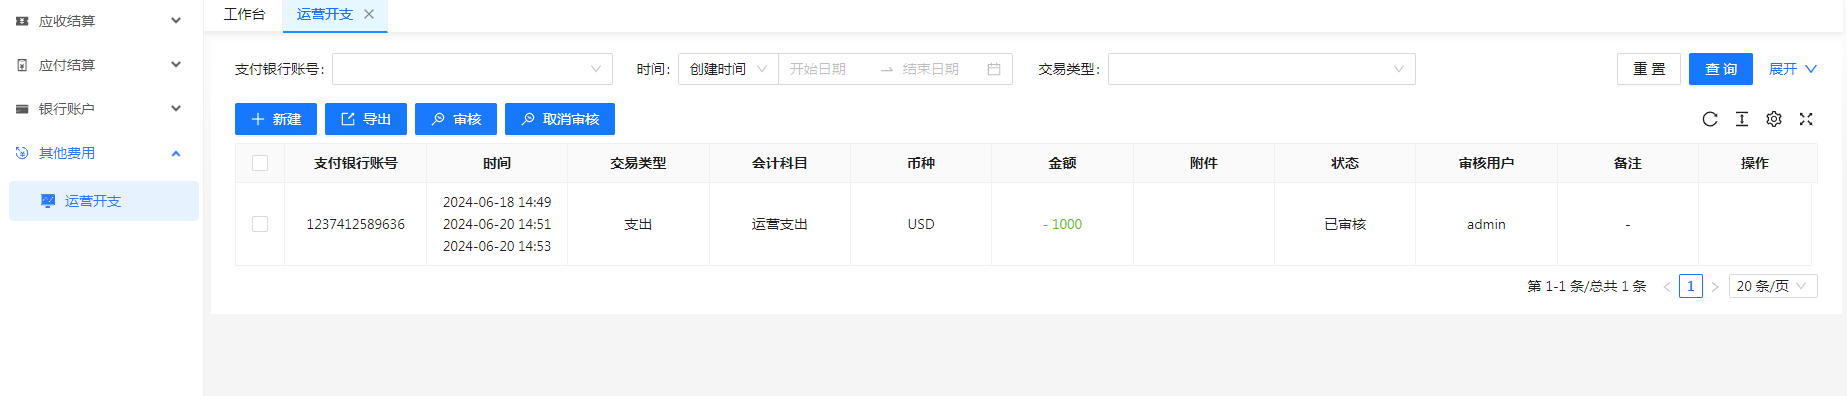 应收结算
应付结算
银行账户
其他费用
运营开支
工作台 运营开支
支付银行账号: 时间: 创建时间 开始日期 结束日期 交易类型: 重 置 查 询 展开
新建 导出 审核 取消审核
支付银行账号 时间 交易类型 会计科目 币种 金额 附件 状态 审核用户 备注 操作
2024-06-18 14:49
1237412589636 2024-06-20 14:51 支出 运营支出 USD - 1000 已审核 admin -
2024-06-20 14:53
第 1-1 条/总共 1 条 1 20 条/页